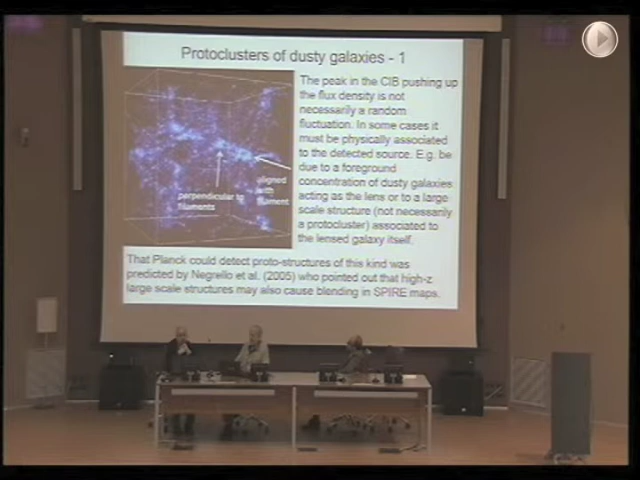 Protoclusters of dusty galaxies - 1
The peak in the CIB pushing up
the flux density is not
necessarily a random
fluctuation. In some cases it
must be physically associated
to the detected source. E.g. be
due to a foreground
concentration of dusty galaxies
acting as the lens or to a large
scale structure (not necessarily
a protocluster) associated to
the lensed galaxy itself.
perpendicular to
filaments
aligned
with
filament
That Planck could detect proto-structures of this kind was
predicted by Negrello et al. (2005) who pointed out that high-z
large scale structures may also cause blending in SPIRE maps.